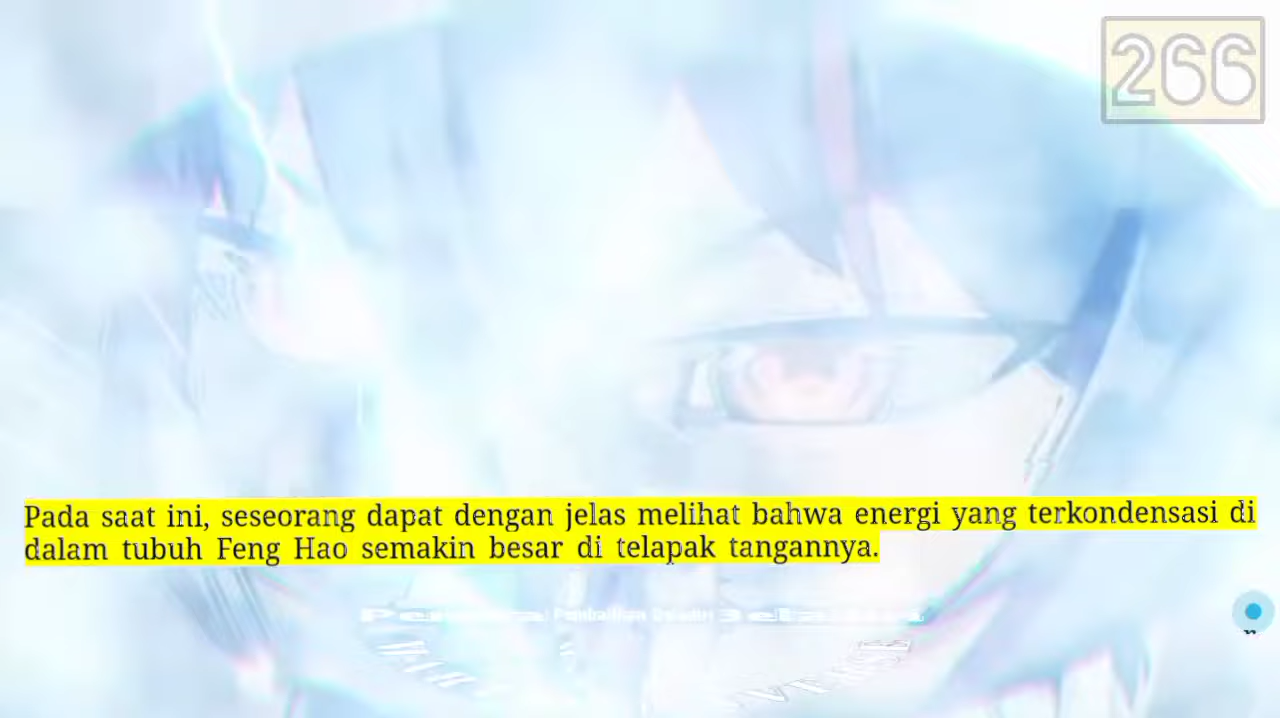 266
Pada saat ini, seseorang dapat dengan jelas melihat bahwa energi yang terkondensasi di
dalam tubuh Feng Hao semakin besar di telapak tangannya.